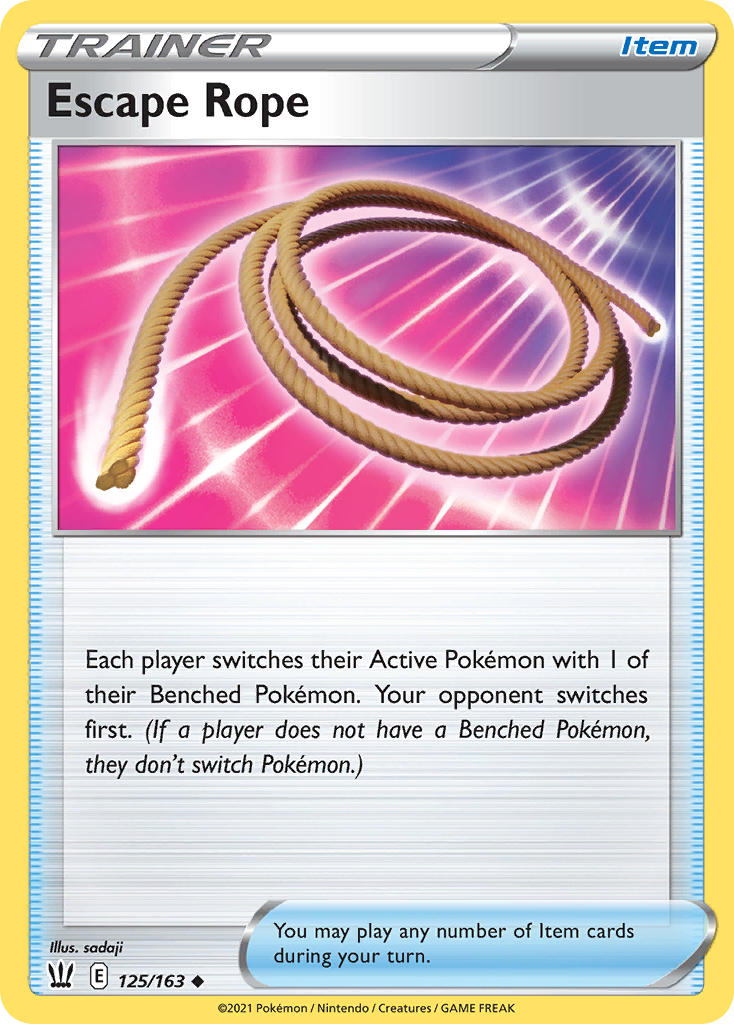 TRAINER
Item
Escape Rope
Each player switches their Active Pokémon with 1 of
their Benched Pokémon. Your opponent switches
first. (If a player does not have a Benched Pokémon,
they don't switch Pokémon.)
You may play any number of Item cards
during your turn.
Illus. sadaji
E 125/163
©2021 Pokémon / Nintendo / Creatures / GAME FREAK